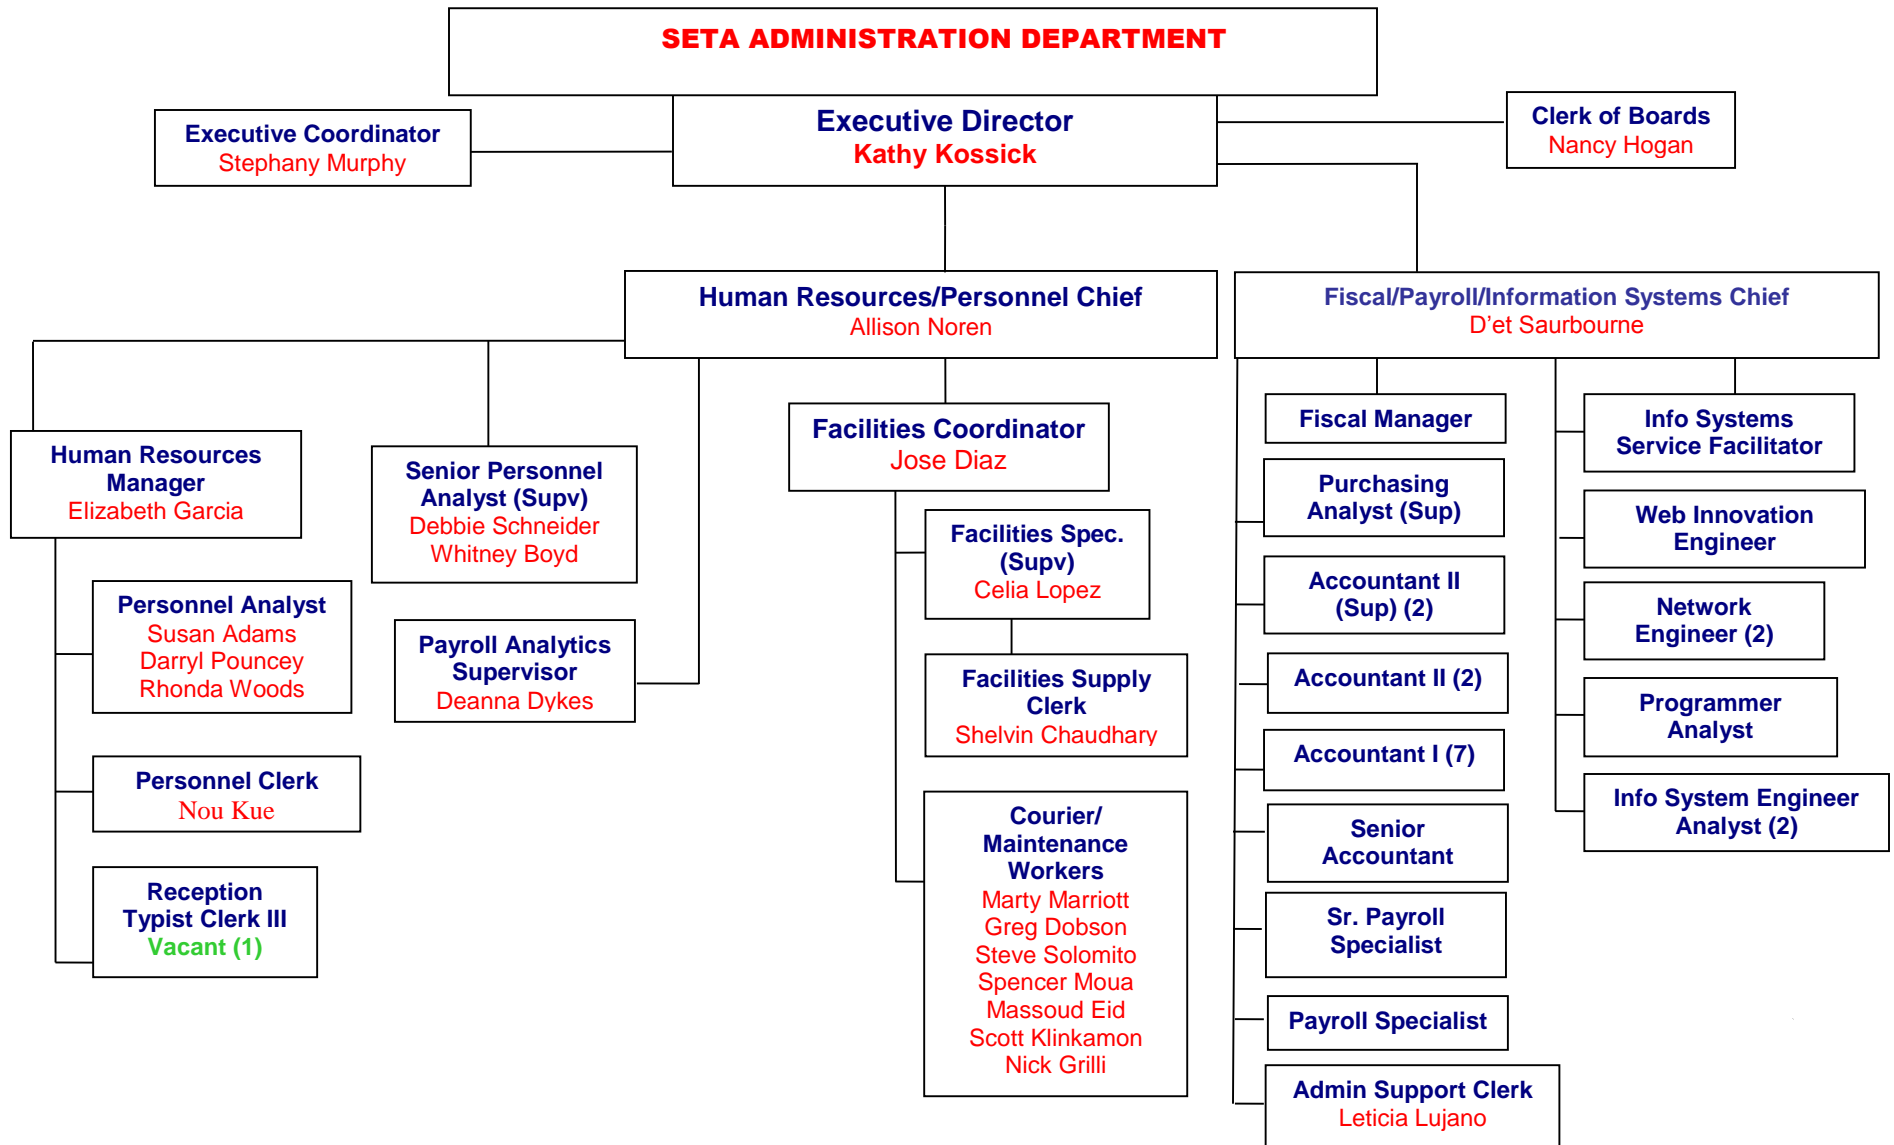 SETA ADMINISTRATION DEPARTMENT
Executive Director
Kathy Kossick
Executive Coordinator
Stephany Murphy
Clerk of Boards
Nancy Hogan
Human Resources/Personnel Chief
Allison Noren
Fiscal/Payroll/Information Systems Chief
D'et Saurbourne
Human Resources
Manager
Elizabeth Garcia
Personnel Analyst
Susan Adams
Darryl Pouncey
Rhonda Woods
Personnel Clerk
Nou Kue
Reception
Typist Clerk III
Vacant (1)
Senior Personnel
Analyst (Supv)
Debbie Schneider
Whitney Boyd
Payroll Analytics
Supervisor
Deanna Dykes
Facilities Coordinator
Jose Diaz
Facilities Spec.
(Supv)
Celia Lopez
Facilities Supply
Clerk
Shelvin Chaudhary
Courier/
Maintenance
Workers
Marty Marriott
Greg Dobson
Steve Solomito
Spencer Moua
Massoud Eid
Scott Klinkamon
Nick Grilli
Fiscal Manager
Purchasing
Analyst (Sup)
Accountant II
(Sup) (2)
Accountant II (2)
Accountant I (7)
Senior
Accountant
Sr. Payroll
Specialist
Payroll Specialist
Admin Support Clerk
Leticia Lujano
Info Systems
Service Facilitator
Web Innovation
Engineer
Network
Engineer (2)
Programmer
Analyst
Info System Engineer
Analyst (2)